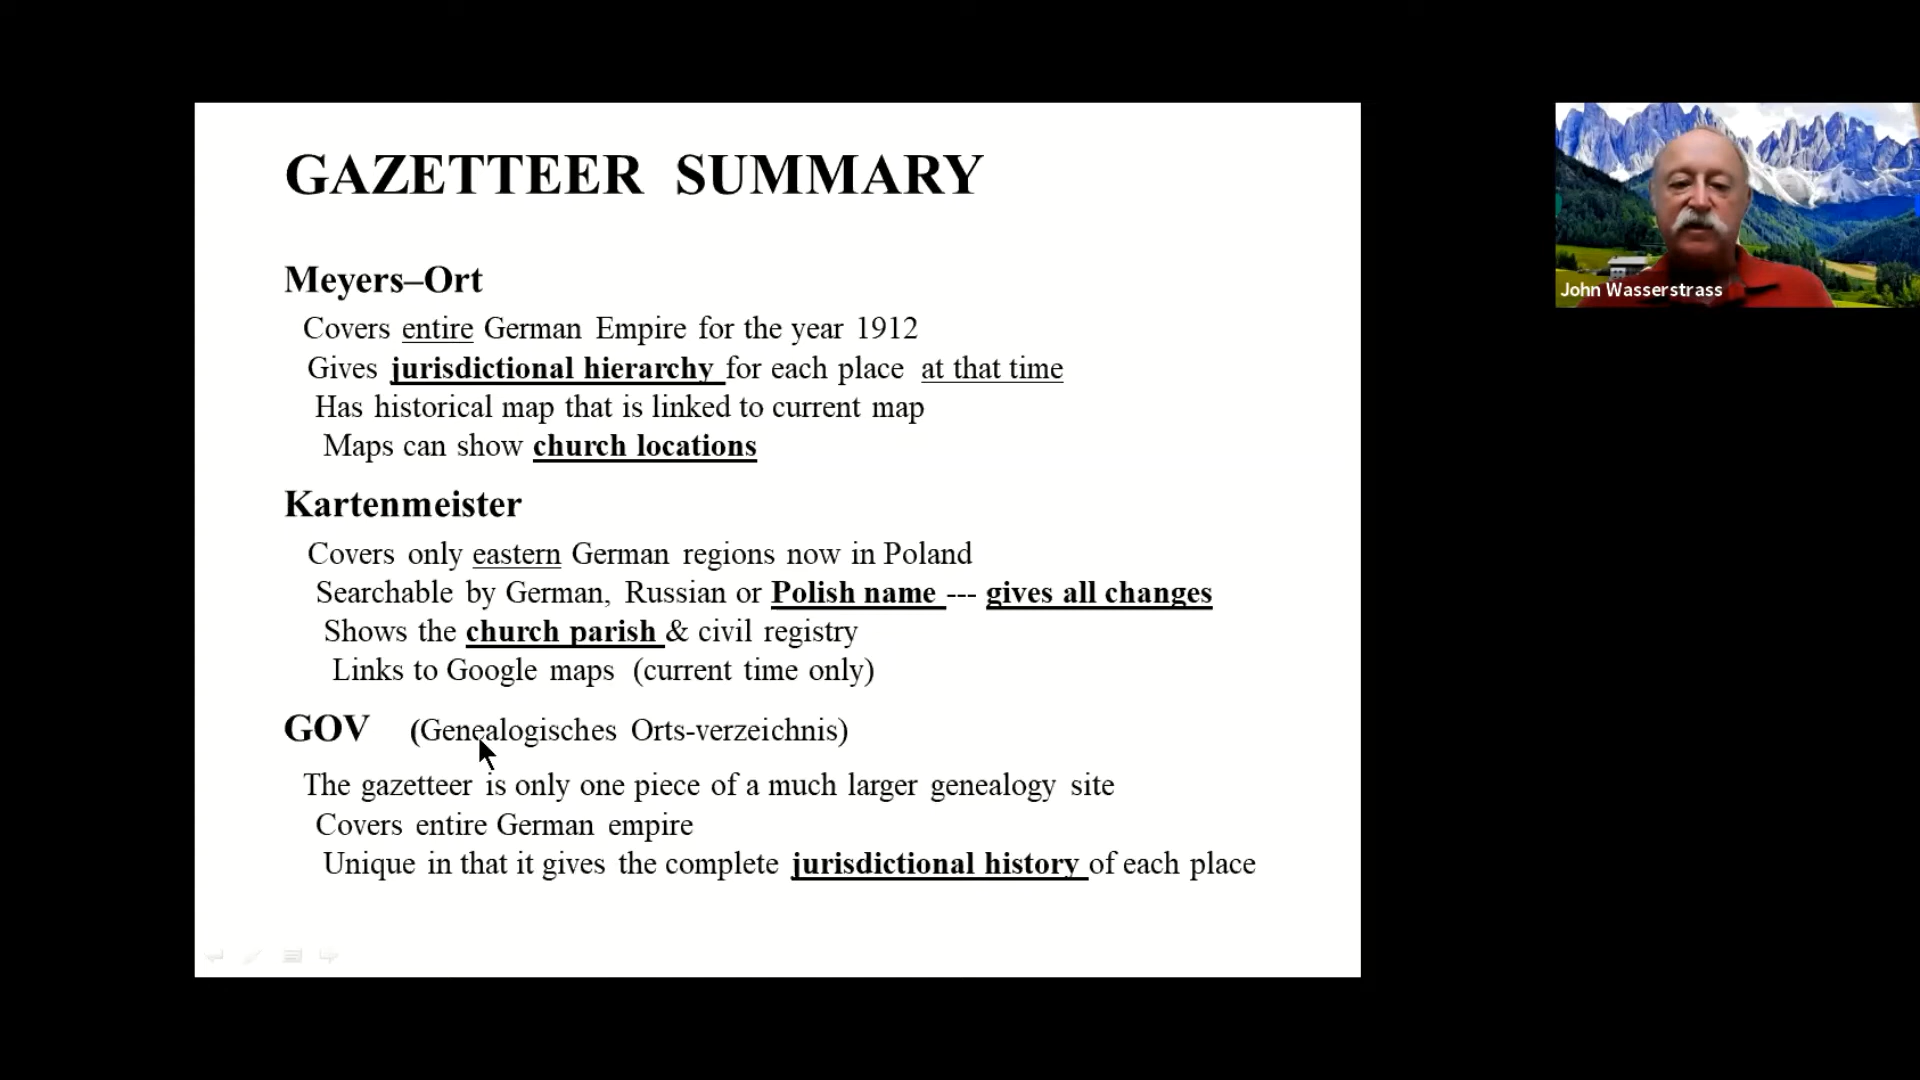 GAZETTEER SUMMARY
Meyers–Ort
Covers entire German Empire for the year 1912
Gives jurisdictional hierarchy for each place at that time
Has historical map that is linked to current map
Maps can show church locations
Kartenmeister
Covers only eastern German regions now in Poland
Searchable by German, Russian or Polish name --- gives all changes
Shows the church parish & civil registry
Links to Google maps (current time only)
GOV (Genealogisches Orts-verzeichnis)
The gazetteer is only one piece of a much larger genealogy site
Covers entire German empire
Unique in that it gives the complete jurisdictional history of each place
John Wasserstrass